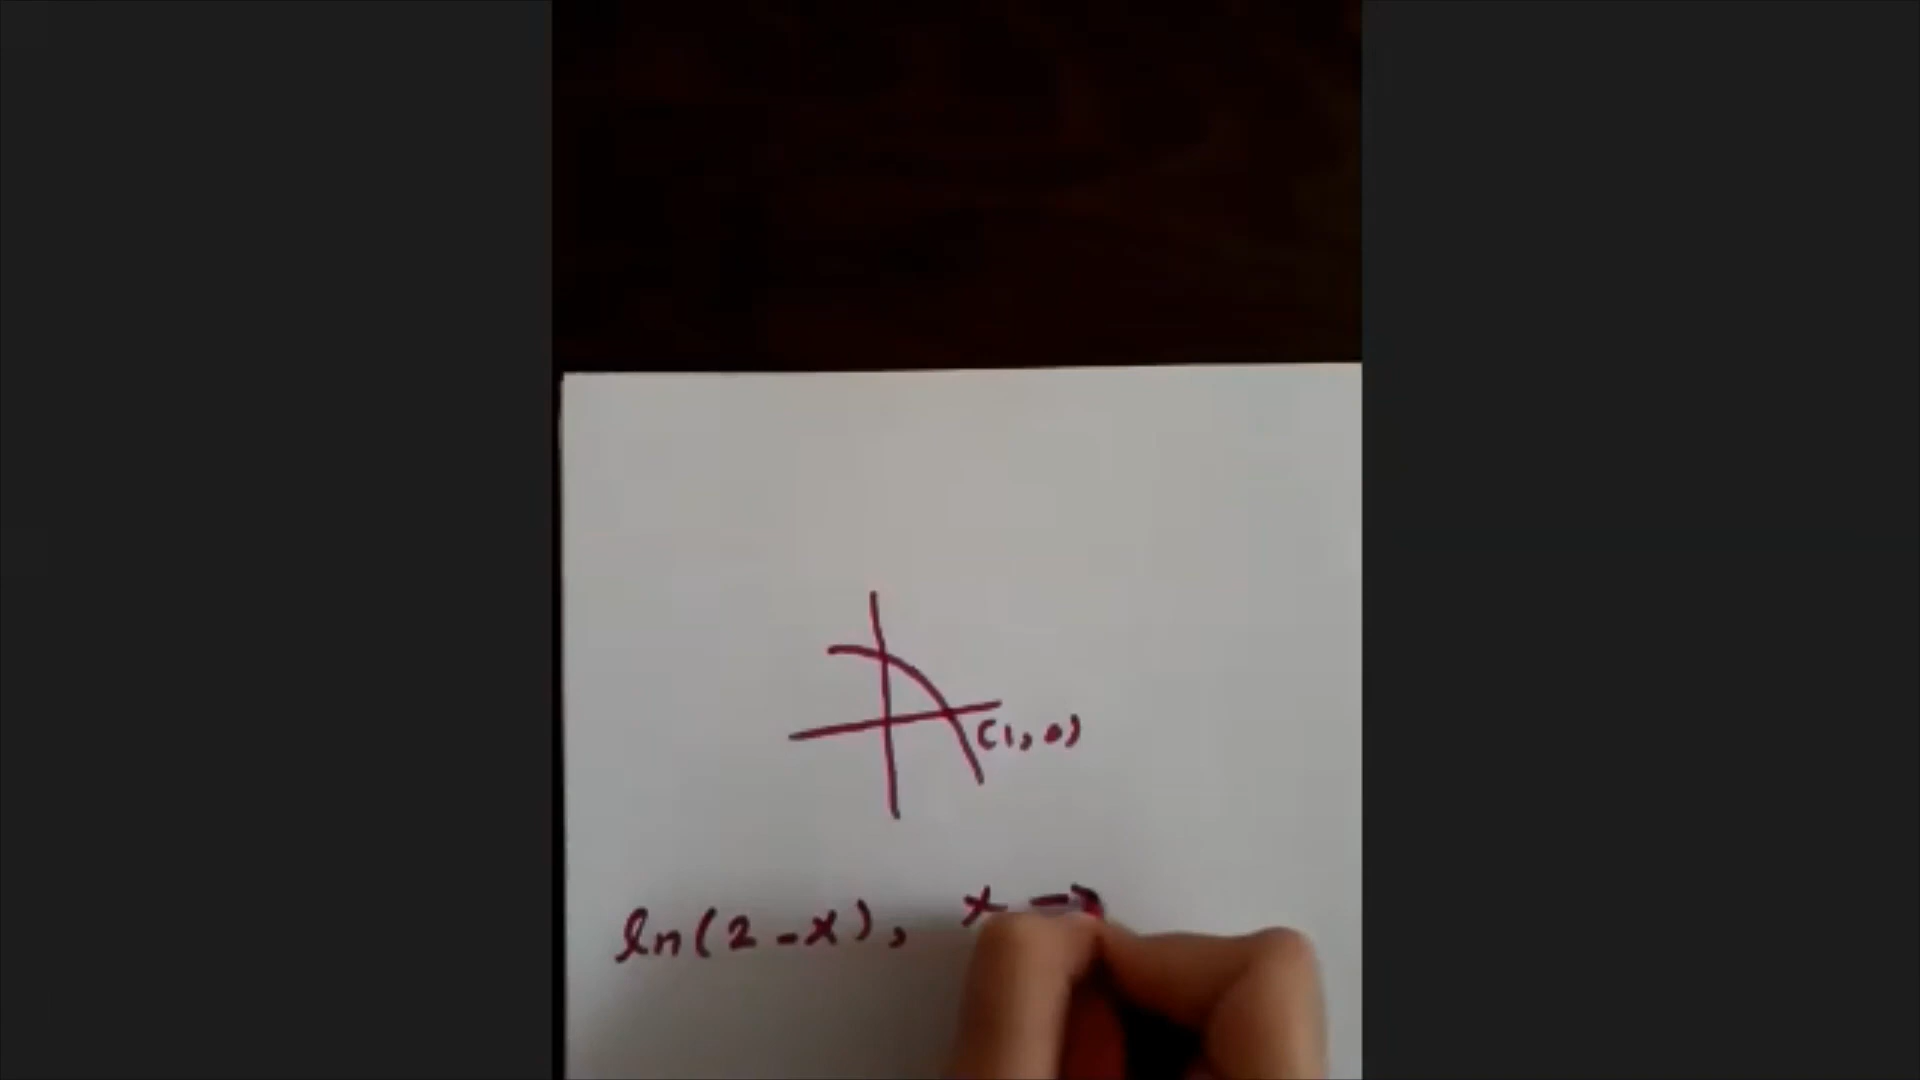 (1, 0)
ln(2-x), x →